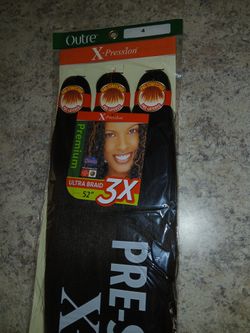 Outre
4
X-Pression
X-Pression
Premium
ULTRA BRAID
3X
52"
PRE-S
X-